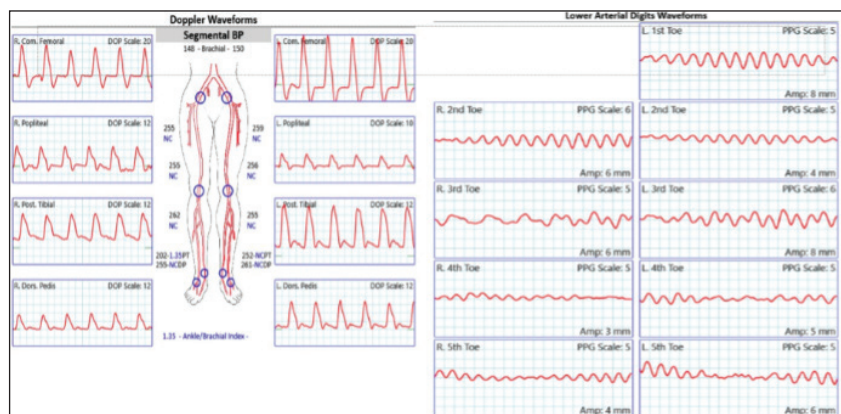 Doppler Waveforms
Segmental BP
148 - Brachial - 150
R. Com. Femoral DOP Scale: 20
L. Com. Femoral DOP Scale: 20
R. Popliteal DOP Scale: 12
L. Popliteal DOP Scale: 18
255
NC
259
NC
255
NC
256
NC
R. Post. Tibial DOP Scale: 12
L. Post. Tibial DOP Scale: 12
262
NC
255
NC
202-1.35PT
255-NCDP
252-NCPT
261-NCDP
R. Dors. Pedis DOP Scale: 12
L. Dors. Pedis DOP Scale: 12
1.35 - Ankle/Brachial Index -
Lower Arterial Digits Waveforms
L. 1st Toe PPG Scale: 5
Amp: 8 mm
R. 2nd Toe PPG Scale: 6
Amp: 6 mm
L. 2nd Toe PPG Scale: 5
Amp: 4 mm
R. 3rd Toe PPG Scale: 5
Amp: 6 mm
L. 3rd Toe PPG Scale: 6
Amp: 8 mm
R. 4th Toe PPG Scale: 5
Amp: 3 mm
L. 4th Toe PPG Scale: 5
Amp: 5 mm
R. 5th Toe PPG Scale: 5
Amp: 4 mm
L. 5th Toe PPG Scale: 5
Amp: 6 mm